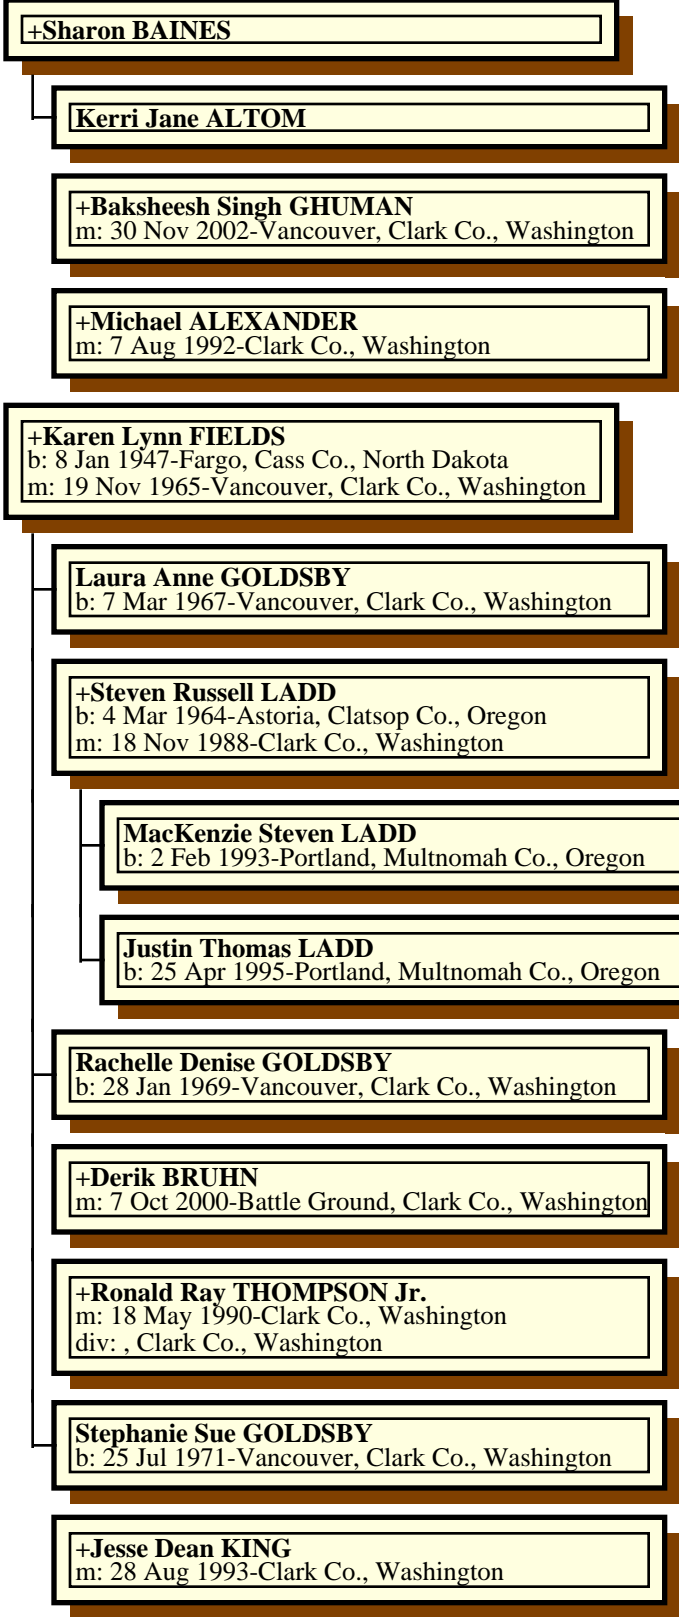 +Sharon BAINES
Kerri Jane ALTOM
+Baksheesh Singh GHUMAN
m: 30 Nov 2002-Vancouver, Clark Co., Washington
+Michael ALEXANDER
m: 7 Aug 1992-Clark Co., Washington
+Karen Lynn FIELDS
b: 8 Jan 1947-Fargo, Cass Co., North Dakota
m: 19 Nov 1965-Vancouver, Clark Co., Washington
Laura Anne GOLDSBY
b: 7 Mar 1967-Vancouver, Clark Co., Washington
+Steven Russell LADD
b: 4 Mar 1964-Astoria, Clatsop Co., Oregon
m: 18 Nov 1988-Clark Co., Washington
MacKenzie Steven LADD
b: 2 Feb 1993-Portland, Multnomah Co., Oregon
Justin Thomas LADD
b: 25 Apr 1995-Portland, Multnomah Co., Oregon
Rachelle Denise GOLDSBY
b: 28 Jan 1969-Vancouver, Clark Co., Washington
+Derik BRUHN
m: 7 Oct 2000-Battle Ground, Clark Co., Washington
+Ronald Ray THOMPSON Jr.
m: 18 May 1990-Clark Co., Washington
div: , Clark Co., Washington
Stephanie Sue GOLDSBY
b: 25 Jul 1971-Vancouver, Clark Co., Washington
+Jesse Dean KING
m: 28 Aug 1993-Clark Co., Washington